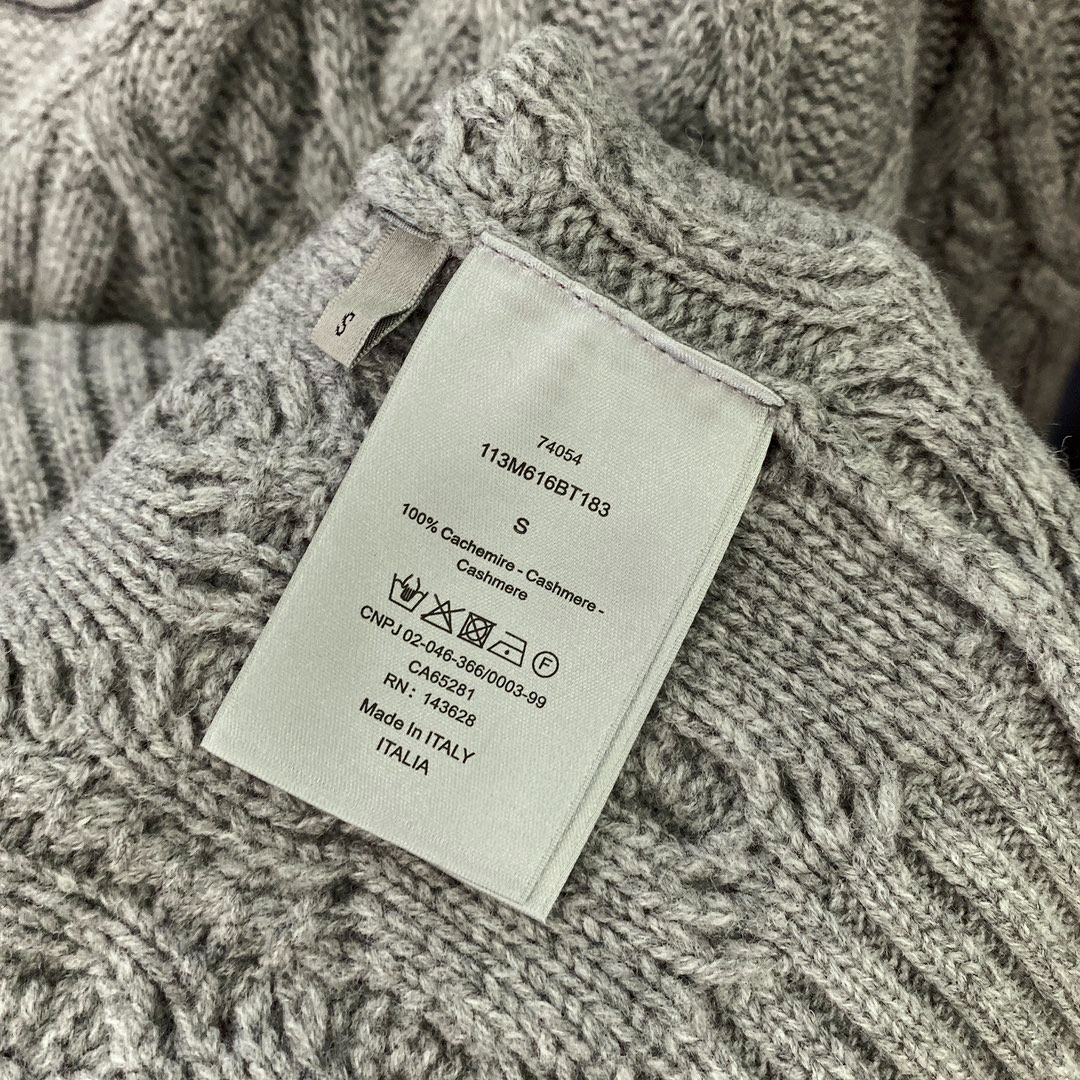 S
74054
113M616BT183
S
100% Cachemire - Cashmere -
Cashmere
F
CNPJ 02-046-366/0003-99
CA65281
RN: 143628
Made In ITALY
ITALIA